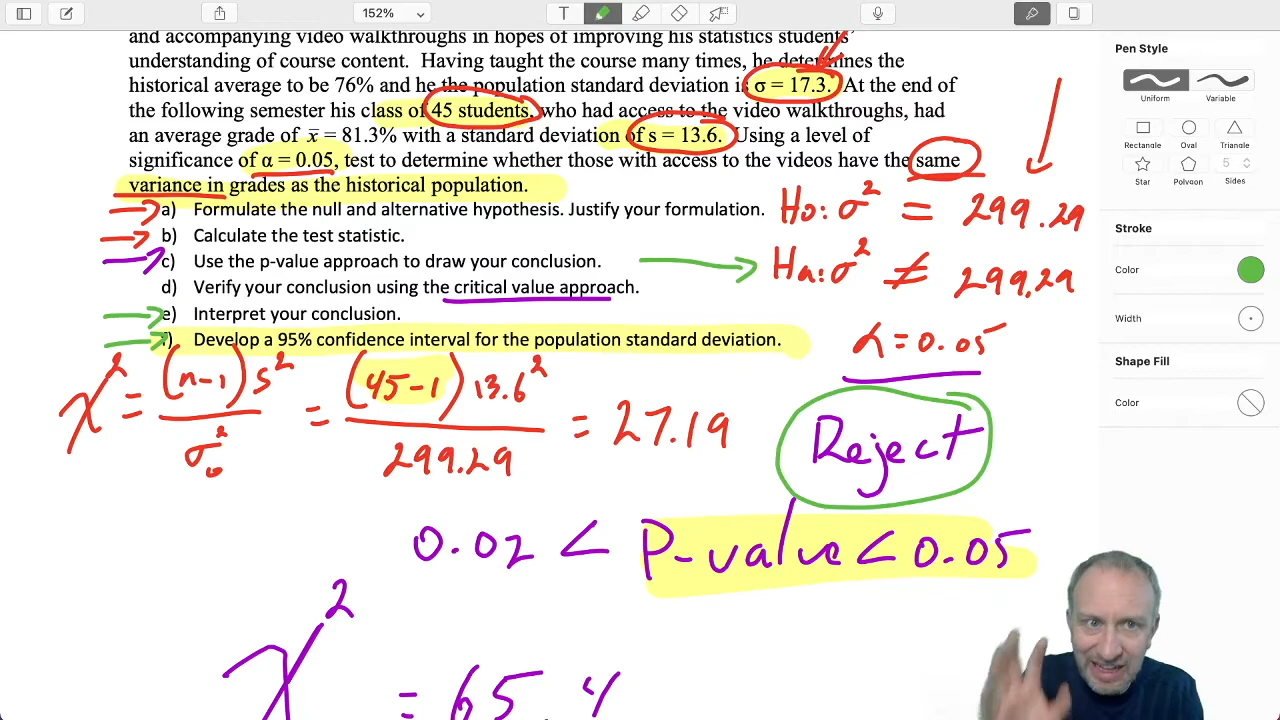 152%
T
and accompanying video walkthroughs in hopes of improving his statistics students'
understanding of course content. Having taught the course many times, he determines the
historical average to be 76% and he the population standard deviation is σ = 17.3. At the end of
the following semester his class of 45 students, who had access to the video walkthroughs, had
an average grade of x̅ = 81.3% with a standard deviation of s = 13.6. Using a level of
significance of α = 0.05, test to determine whether those with access to the videos have the same
variance in grades as the historical population.
a) Formulate the null and alternative hypothesis. Justify your formulation.
b) Calculate the test statistic.
c) Use the p-value approach to draw your conclusion.
d) Verify your conclusion using the critical value approach.
e) Interpret your conclusion.
f) Develop a 95% confidence interval for the population standard deviation.
Ho: σ² = 299.29
Ha: σ² ≠ 299.29
α = 0.05
χ² = (n-1)s² / σ₀² = (45-1)13.6² / 299.29 = 27.19
Reject
0.02 < P-value < 0.05
χ² = 65.4
Pen Style
Uniform
Variable
Rectangle
Oval
Triangle
Star
Polygon
5
Sides
Stroke
Color
Width
Shape Fill
Color